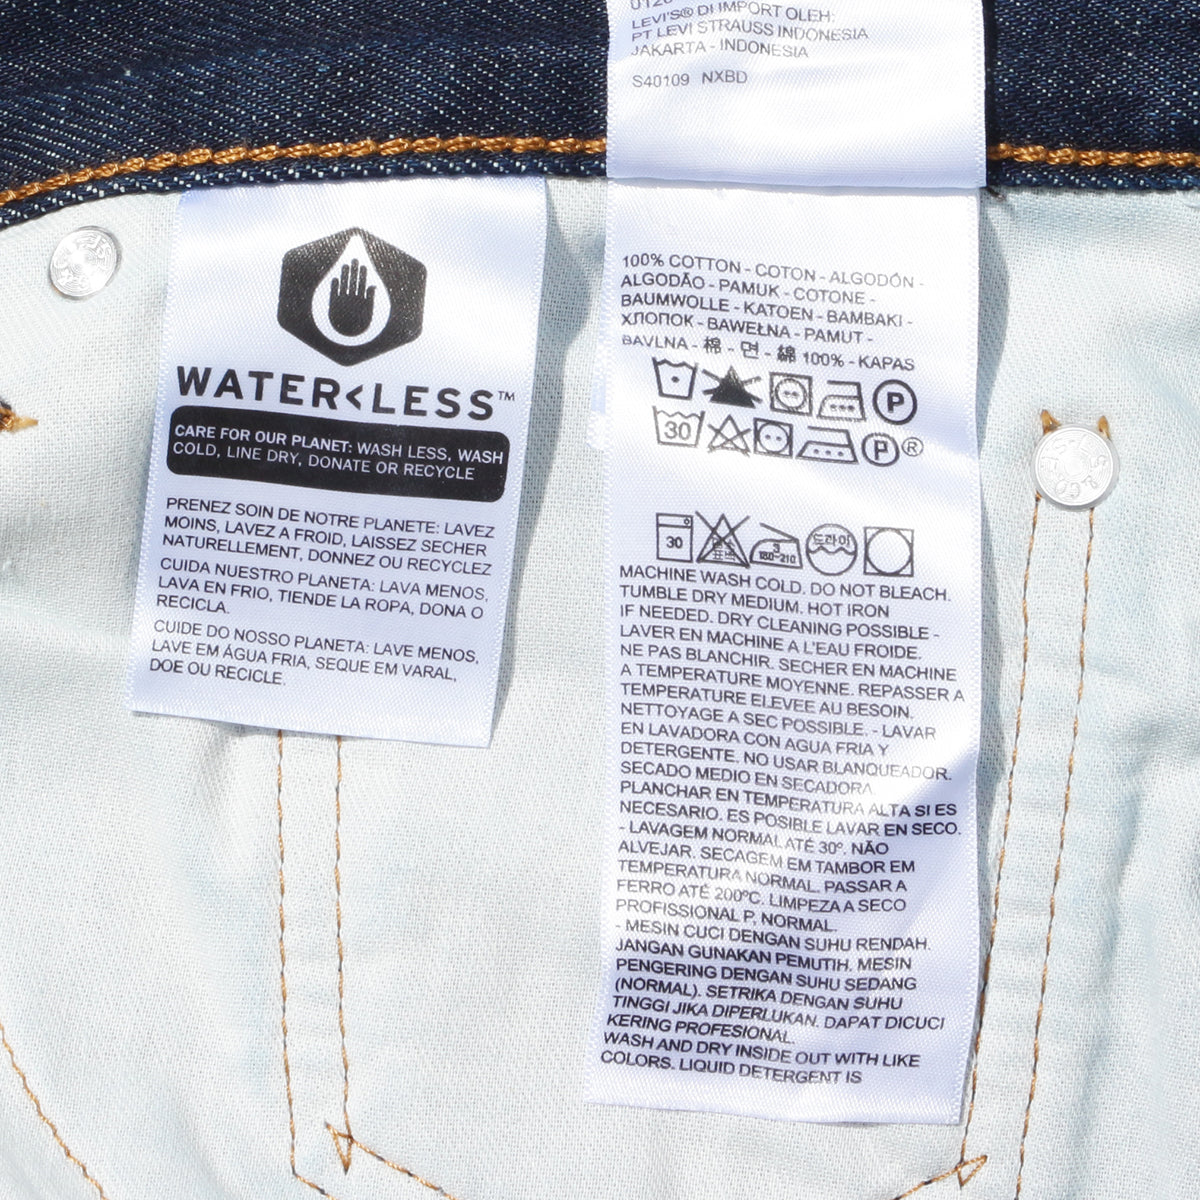 LEVI'S® DI IMPORT OLEH:
PT LEVI STRAUSS INDONESIA
JAKARTA - INDONESIA
S40109 NXBD
WATER<LESS™
CARE FOR OUR PLANET: WASH LESS, WASH
COLD, LINE DRY, DONATE OR RECYCLE
PRENEZ SOIN DE NOTRE PLANETE: LAVEZ
MOINS, LAVEZ A FROID, LAISSEZ SECHER
NATURELLEMENT, DONNEZ OU RECYCLEZ
CUIDA NUESTRO PLANETA: LAVA MENOS,
LAVA EN FRIO, TIENDE LA ROPA, DONA O
RECICLA.
CUIDE DO NOSSO PLANETA: LAVE MENOS,
LAVE EM ÁGUA FRIA, SEQUE EM VARAL,
DOE OU RECICLE.
100% COTTON - COTON - ALGODÓN -
ALGODÃO - PAMUK - COTONE -
BAUMWOLLE - KATOEN - BAMBAKI -
ХЛОПОК - BAWEŁNA - PAMUT -
BAVLNA - 棉 - 면 - 綿 100% - KAPAS
P
30 P ®
30 3 180~210 드라이
MACHINE WASH COLD. DO NOT BLEACH.
TUMBLE DRY MEDIUM. HOT IRON
IF NEEDED. DRY CLEANING POSSIBLE -
LAVER EN MACHINE A L'EAU FROIDE.
NE PAS BLANCHIR. SECHER EN MACHINE
A TEMPERATURE MOYENNE. REPASSER A
TEMPERATURE ELEVEE AU BESOIN.
NETTOYAGE A SEC POSSIBLE. - LAVAR
EN LAVADORA CON AGUA FRIA Y
DETERGENTE. NO USAR BLANQUEADOR.
SECADO MEDIO EN SECADORA.
PLANCHAR EN TEMPERATURA ALTA SI ES
NECESARIO. ES POSIBLE LAVAR EN SECO.
- LAVAGEM NORMAL ATÉ 30º. NÃO
ALVEJAR. SECAGEM EM TAMBOR EM
TEMPERATURA NORMAL. PASSAR A
FERRO ATÉ 200ºC. LIMPEZA A SECO
PROFISSIONAL P, NORMAL.
- MESIN CUCI DENGAN SUHU RENDAH.
JANGAN GUNAKAN PEMUTIH. MESIN
PENGERING DENGAN SUHU SEDANG
(NORMAL). SETRIKA DENGAN SUHU
TINGGI JIKA DIPERLUKAN. DAPAT DICUCI
KERING PROFESIONAL.
WASH AND DRY INSIDE OUT WITH LIKE
COLORS. LIQUID DETERGENT IS